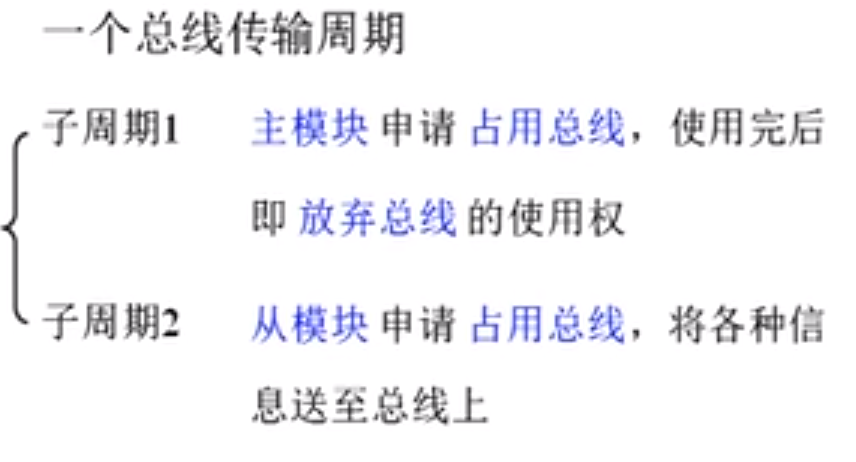 一个总线传输周期
子周期1 主模块 申请 占用总线，使用完后
即 放弃总线 的使用权
子周期2 从模块 申请 占用总线，将各种信
息送至总线上